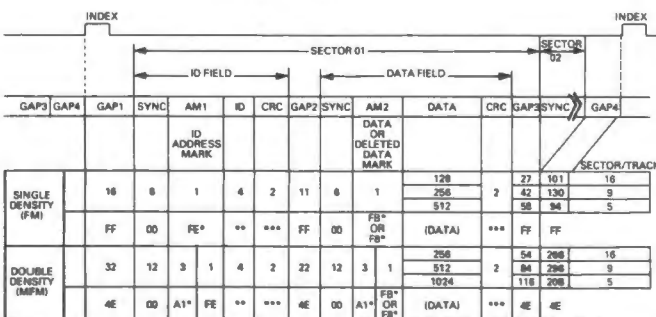 INDEX INDEX
SECTOR 01 SECTOR 02
ID FIELD DATA FIELD
GAP3 GAP4 GAP1 SYNC AM1 ID CRC GAP2 SYNC AM2 DATA CRC GAP3 SYNC GAP4
ID ADDRESS MARK DATA OR DELETED DATA MARK
SECTOR/TRACK
SINGLE DENSITY (FM) 16 6 1 4 2 11 6 1 128 2 27 101 16
256 42 130 9
512 58 94 5
FF 00 FE* ** *** FF 00 FB* OR F8* (DATA) *** FF FF
DOUBLE DENSITY (MFM) 32 12 3 1 4 2 22 12 3 1 256 2 54 266 16
512 84 296 9
1024 116 208 5
4E 00 A1* FE ** *** 4E 00 A1* FB* OR F8* (DATA) *** 4E 4E